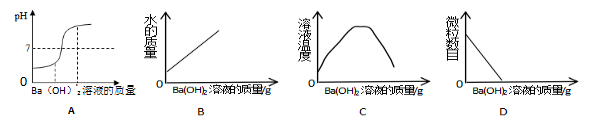 pH
7
0
Ba（OH）₂溶液的质量
A
水的质量
0
Ba(OH)₂溶液的质量/g
B
溶液温度
0
Ba(OH)₂溶液的质量/g
C
微粒数目
0
Ba(OH)₂溶液的质量/g
D